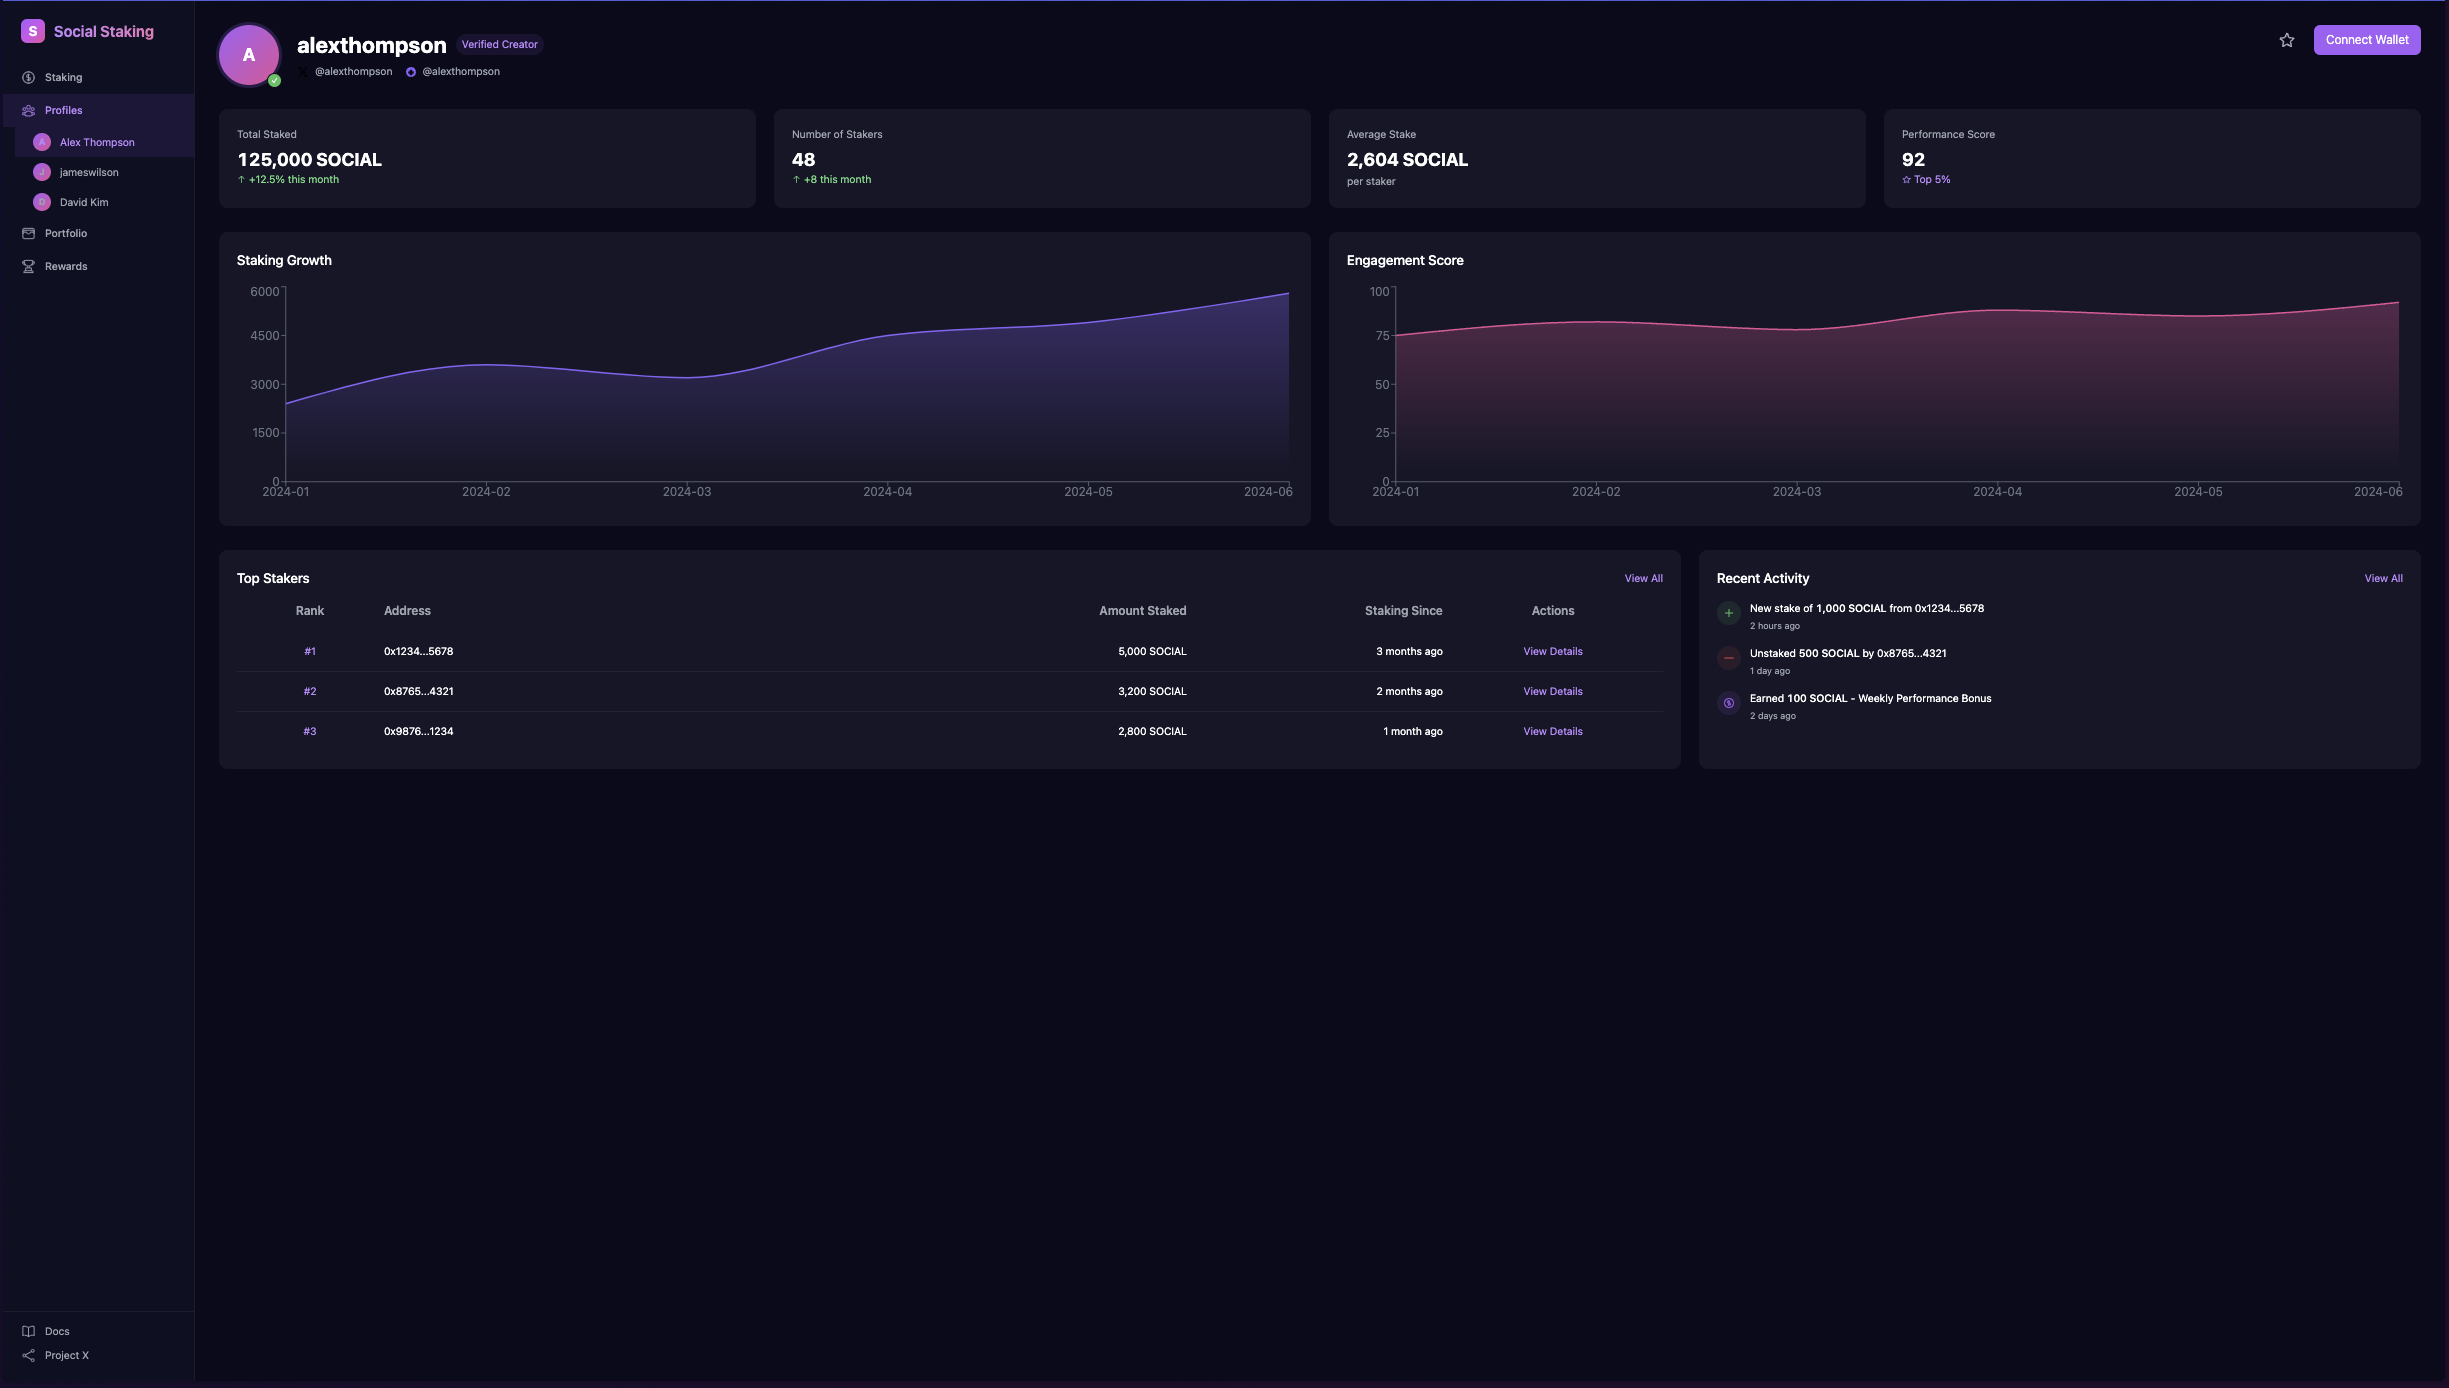 S Social Staking
Staking
Profiles
A Alex Thompson
J jameswilson
D David Kim
Portfolio
Rewards
Docs
Project X
A
alexthompson Verified Creator
@alexthompson @alexthompson
Connect Wallet
Total Staked
125,000 SOCIAL
↑ +12.5% this month
Number of Stakers
48
↑ +8 this month
Average Stake
2,604 SOCIAL
per staker
Performance Score
92
Top 5%
Staking Growth
6000
4500
3000
1500
0
2024-01 2024-02 2024-03 2024-04 2024-05 2024-06
Engagement Score
100
75
50
25
0
2024-01 2024-02 2024-03 2024-04 2024-05 2024-06
Top Stakers View All
Rank Address Amount Staked Staking Since Actions
#1 0x1234...5678 5,000 SOCIAL 3 months ago View Details
#2 0x8765...4321 3,200 SOCIAL 2 months ago View Details
#3 0x9876...1234 2,800 SOCIAL 1 month ago View Details
Recent Activity View All
New stake of 1,000 SOCIAL from 0x1234...5678
2 hours ago
Unstaked 500 SOCIAL by 0x8765...4321
1 day ago
Earned 100 SOCIAL - Weekly Performance Bonus
2 days ago